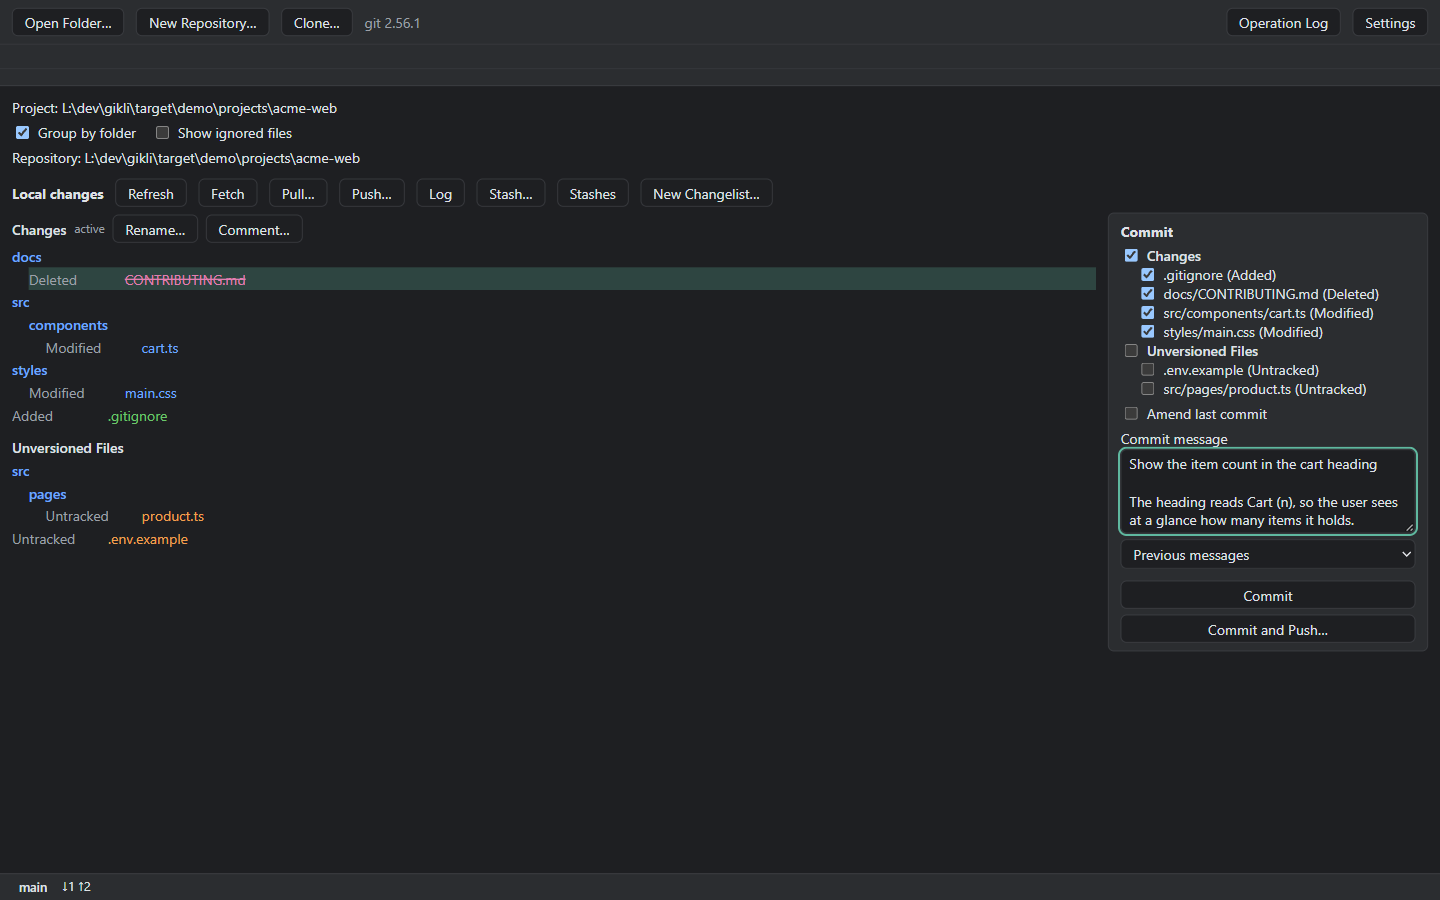 Open Folder... New Repository... Clone... git 2.56.1 Operation Log Settings
Project: L:\dev\gikli\target\demo\projects\acme-web
Group by folder Show ignored files
Repository: L:\dev\gikli\target\demo\projects\acme-web
Local changes Refresh Fetch Pull... Push... Log Stash... Stashes New Changelist...
Changes active Rename... Comment...
docs
Deleted CONTRIBUTING.md
src
components
Modified cart.ts
styles
Modified main.css
Added .gitignore
Unversioned Files
src
pages
Untracked product.ts
Untracked .env.example
Commit
Changes
.gitignore (Added)
docs/CONTRIBUTING.md (Deleted)
src/components/cart.ts (Modified)
styles/main.css (Modified)
Unversioned Files
.env.example (Untracked)
src/pages/product.ts (Untracked)
Amend last commit
Commit message
Show the item count in the cart heading
The heading reads Cart (n), so the user sees
at a glance how many items it holds.
Previous messages
Commit
Commit and Push...
main ↓1 ↑2